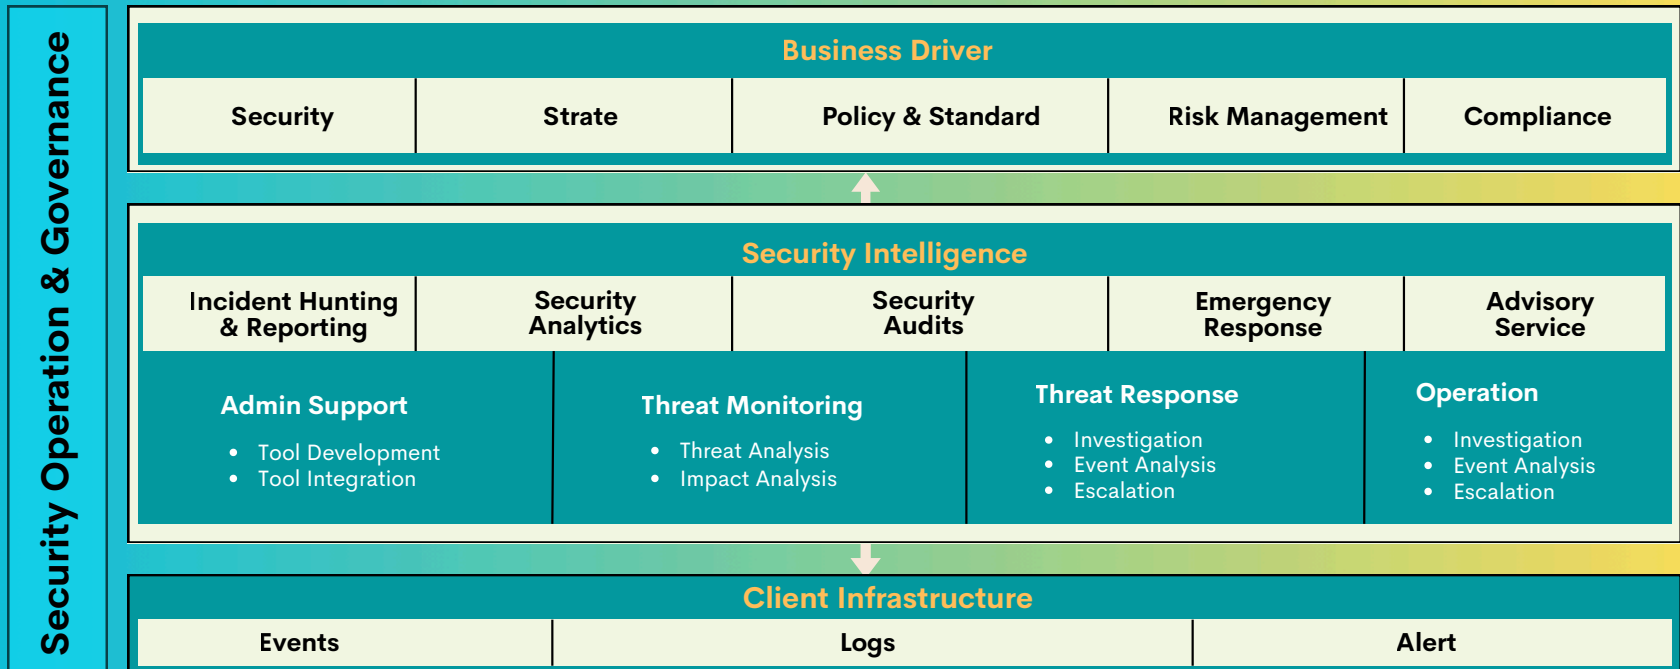 Security Operation & Governance
Business Driver
Security
Strate
Policy & Standard
Risk Management
Compliance
Security Intelligence
Incident Hunting
& Reporting
Security
Analytics
Security
Audits
Emergency
Response
Advisory
Service
Admin Support
• Tool Development
• Tool Integration
Threat Monitoring
• Threat Analysis
• Impact Analysis
Threat Response
• Investigation
• Event Analysis
• Escalation
Operation
• Investigation
• Event Analysis
• Escalation
Client Infrastructure
Events
Logs
Alert